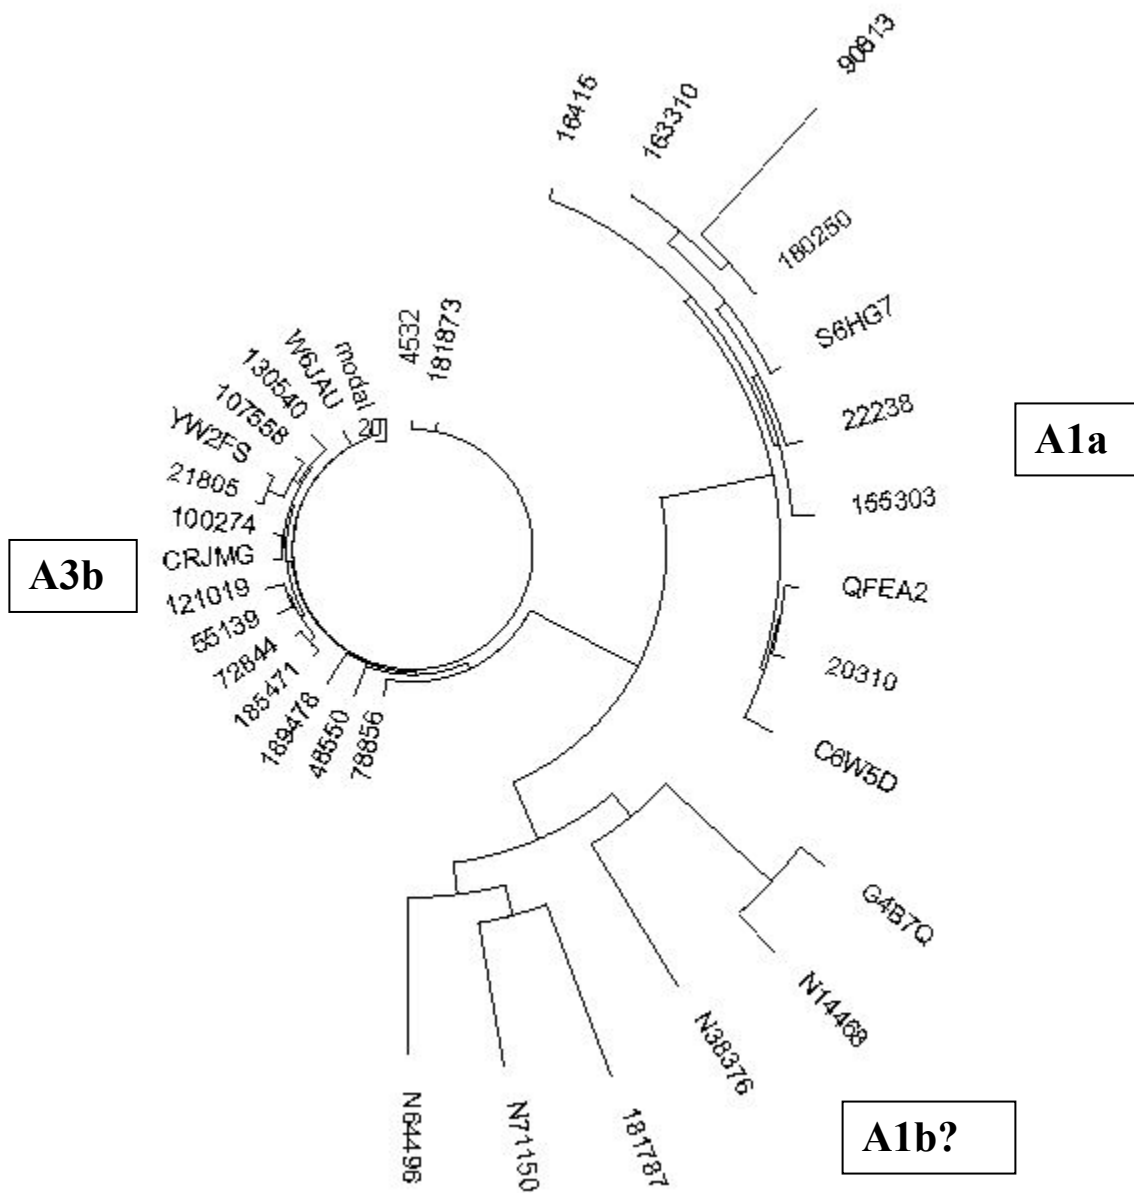 90813
16415
163310
180250
S6HG7
22238
155303
QFEA2
20310
C6W5D
G4B7Q
N14468
N38376
181787
N71150
N64496
78856
48550
189478
185471
72844
55139
121019
CRJMG
100274
21805
YW2FS
107558
130540
W6JAU
modal
20
4532
181873
A1a
A3b
A1b?